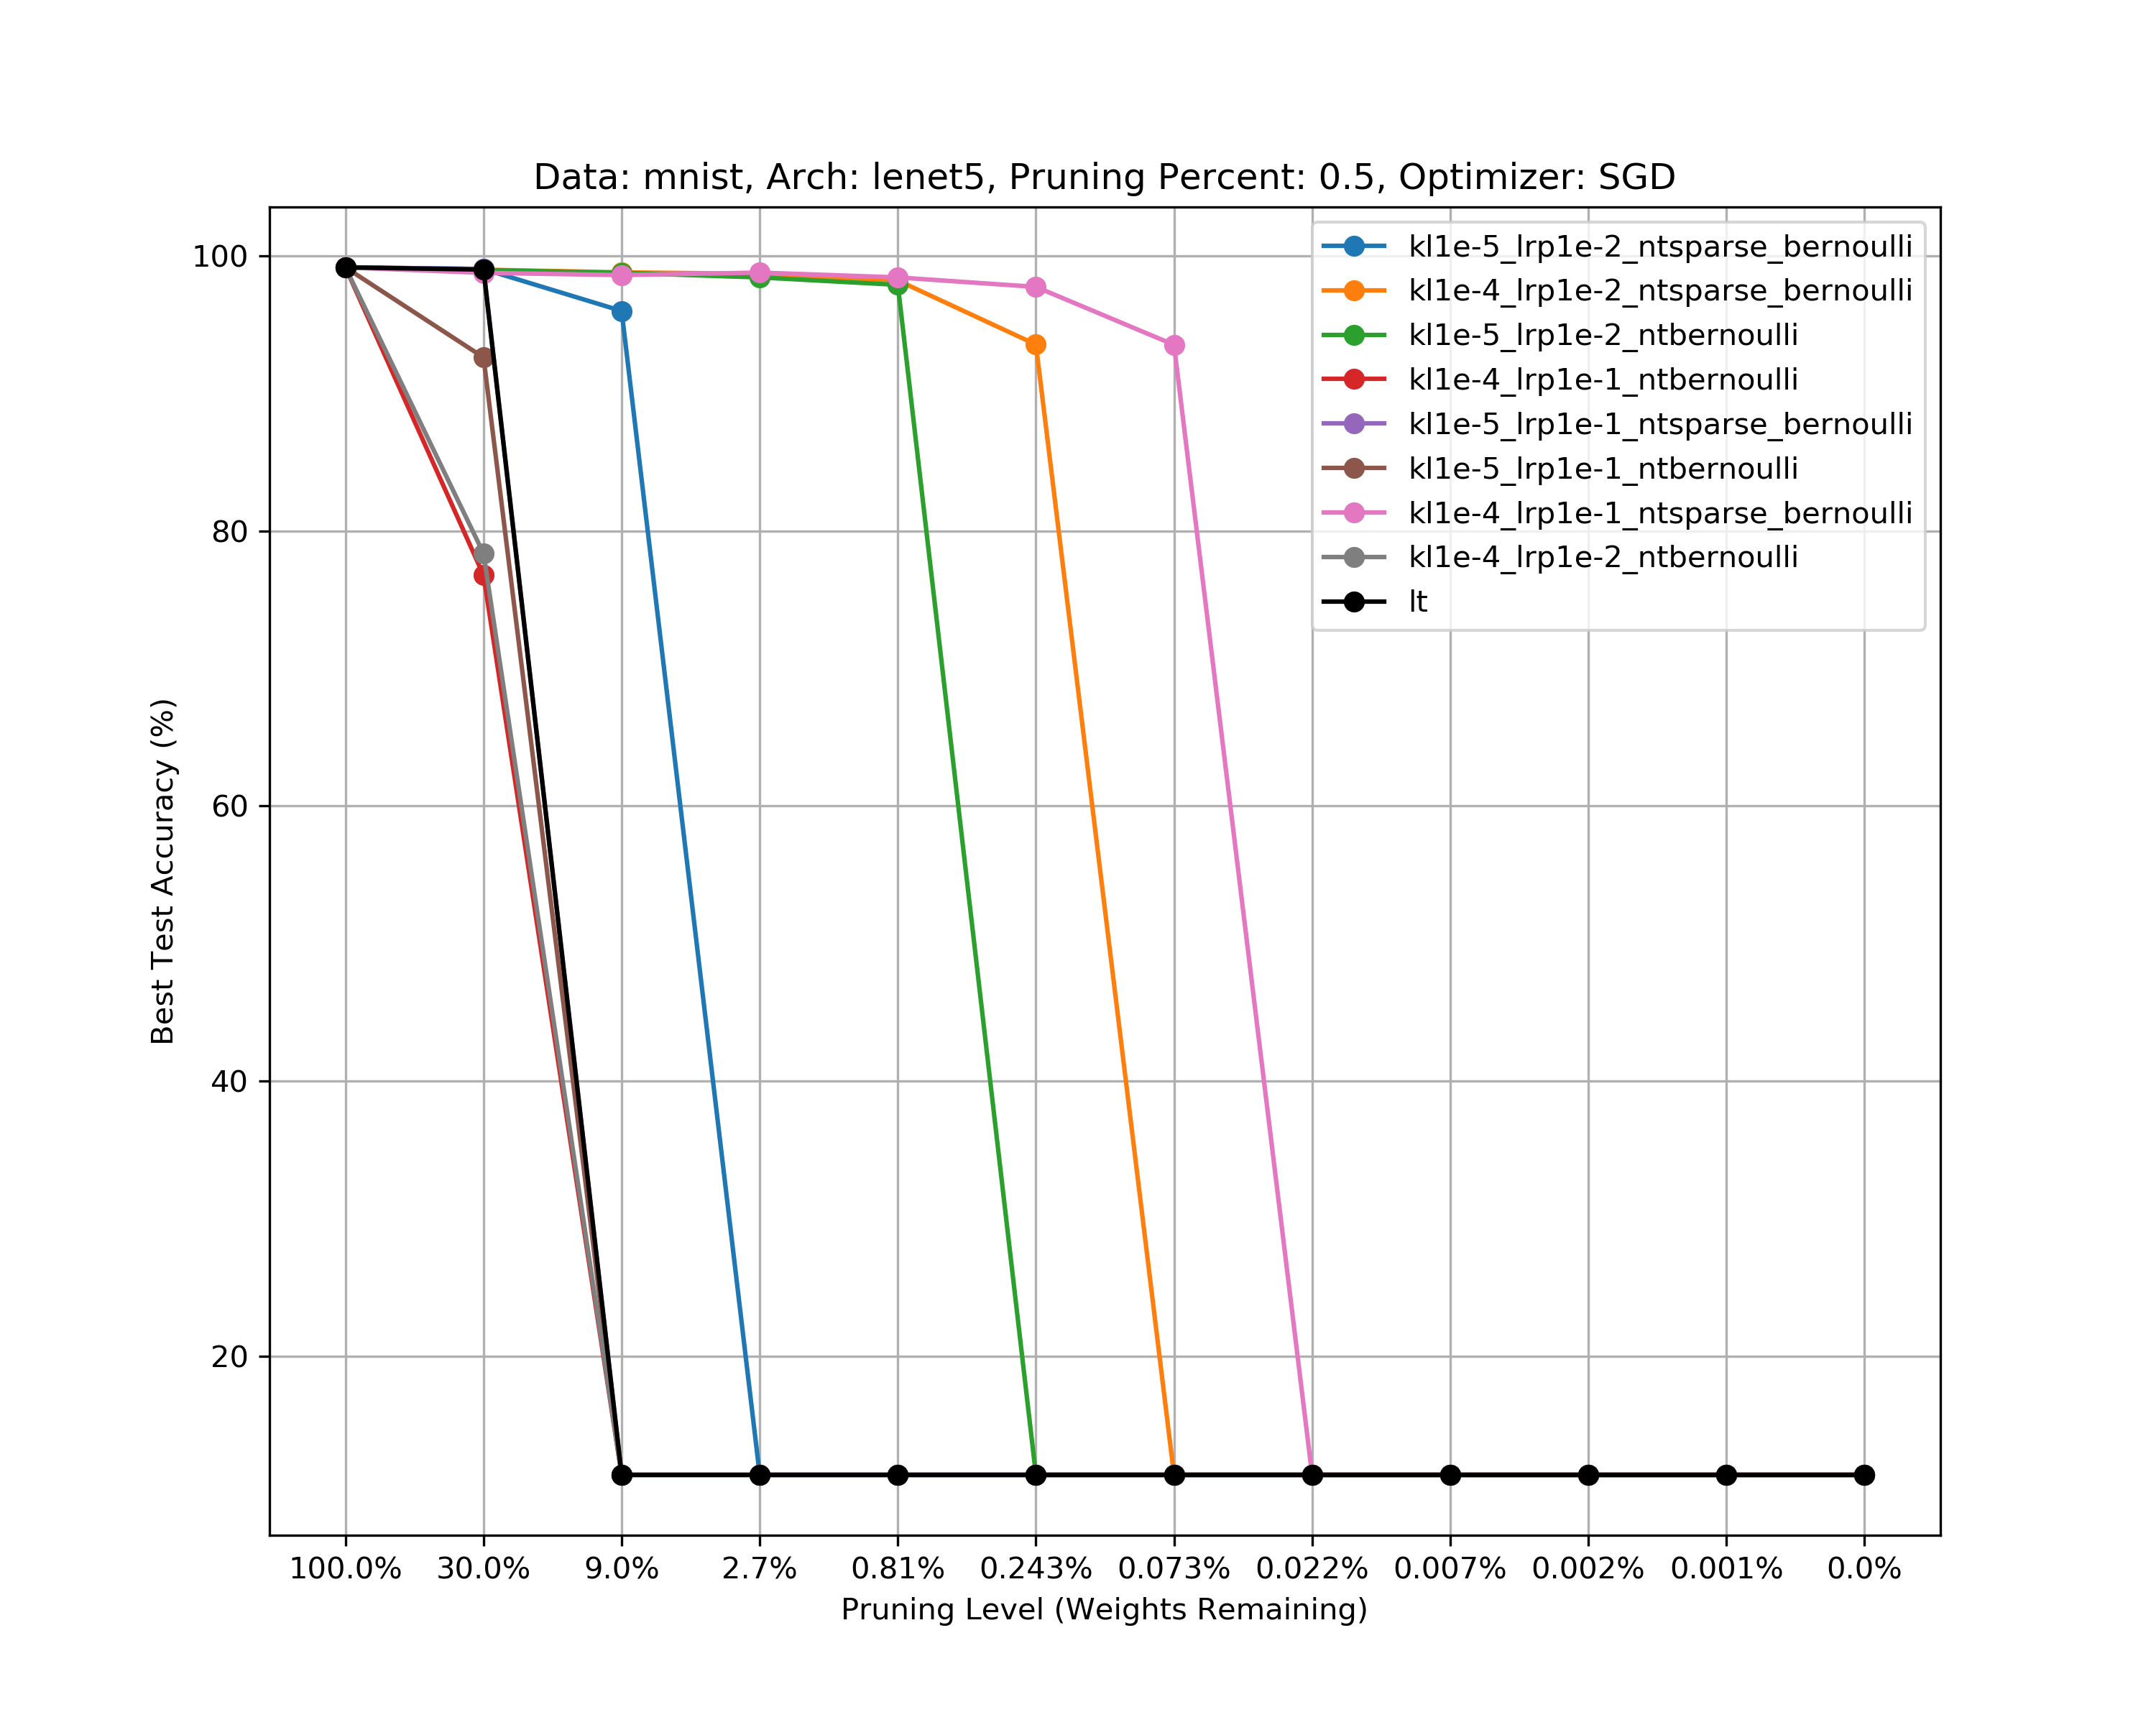 Data: mnist, Arch: lenet5, Pruning Percent: 0.5, Optimizer: SGD
Best Test Accuracy (%)
100
80
60
40
20
kl1e-5_lrp1e-2_ntsparse_bernoulli
kl1e-4_lrp1e-2_ntsparse_bernoulli
kl1e-5_lrp1e-2_ntbernoulli
kl1e-4_lrp1e-1_ntbernoulli
kl1e-5_lrp1e-1_ntsparse_bernoulli
kl1e-5_lrp1e-1_ntbernoulli
kl1e-4_lrp1e-1_ntsparse_bernoulli
kl1e-4_lrp1e-2_ntbernoulli
lt
100.0% 30.0% 9.0% 2.7% 0.81% 0.243% 0.073% 0.022% 0.007% 0.002% 0.001% 0.0%
Pruning Level (Weights Remaining)